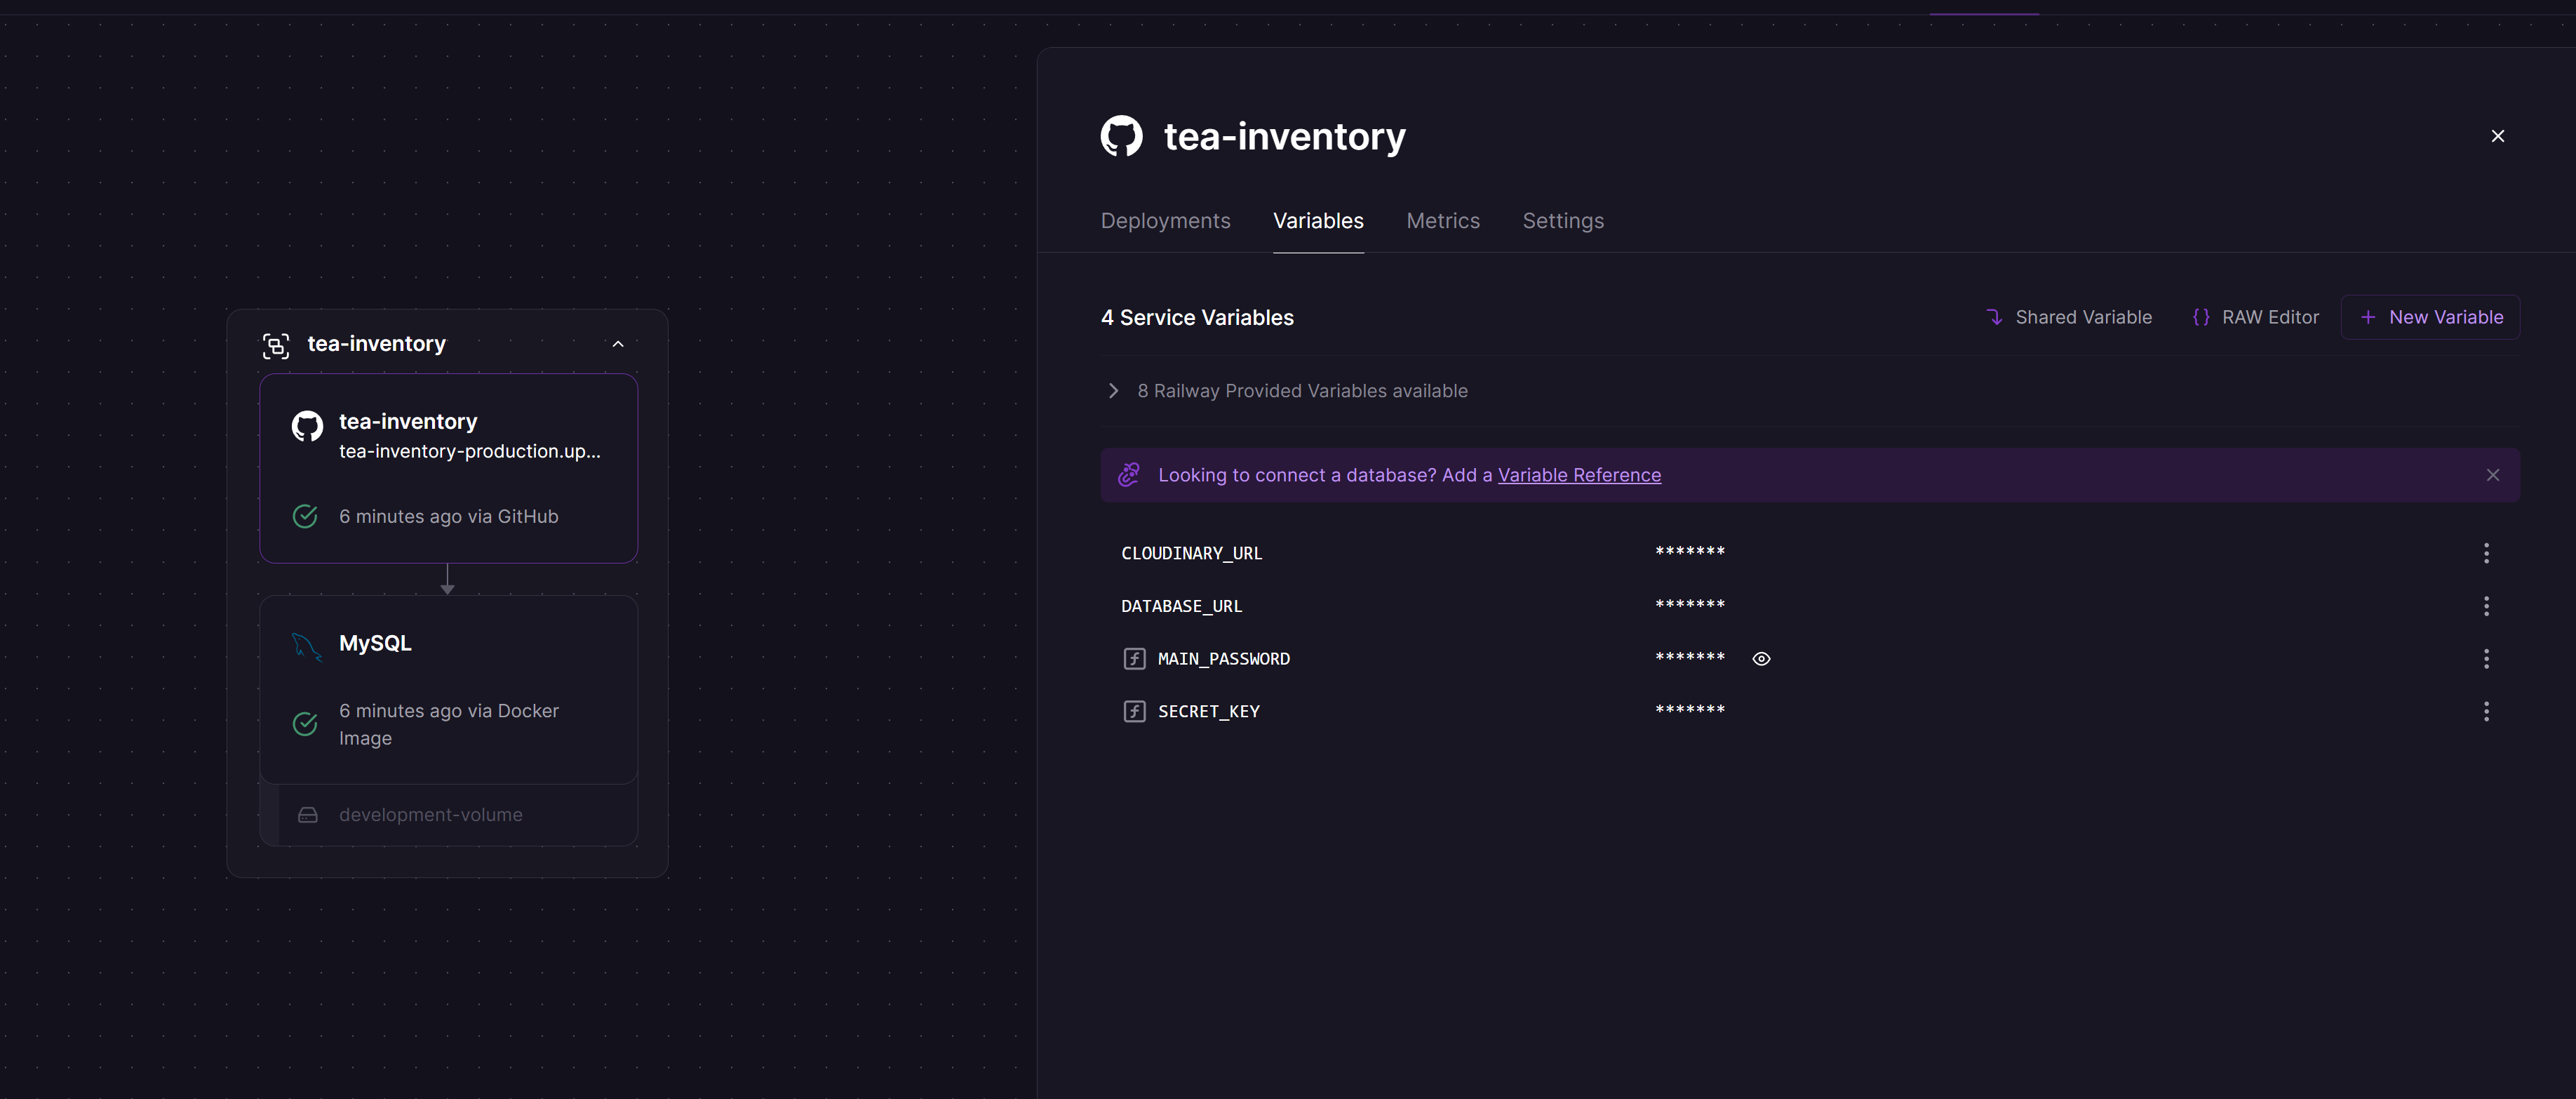 tea-inventory
tea-inventory
tea-inventory-production.up...
6 minutes ago via GitHub
MySQL
6 minutes ago via Docker
Image
development-volume
tea-inventory
Deployments
Variables
Metrics
Settings
4 Service Variables
Shared Variable
{} RAW Editor
+ New Variable
8 Railway Provided Variables available
Looking to connect a database? Add a Variable Reference
CLOUDINARY_URL *******
DATABASE_URL *******
MAIN_PASSWORD *******
SECRET_KEY *******